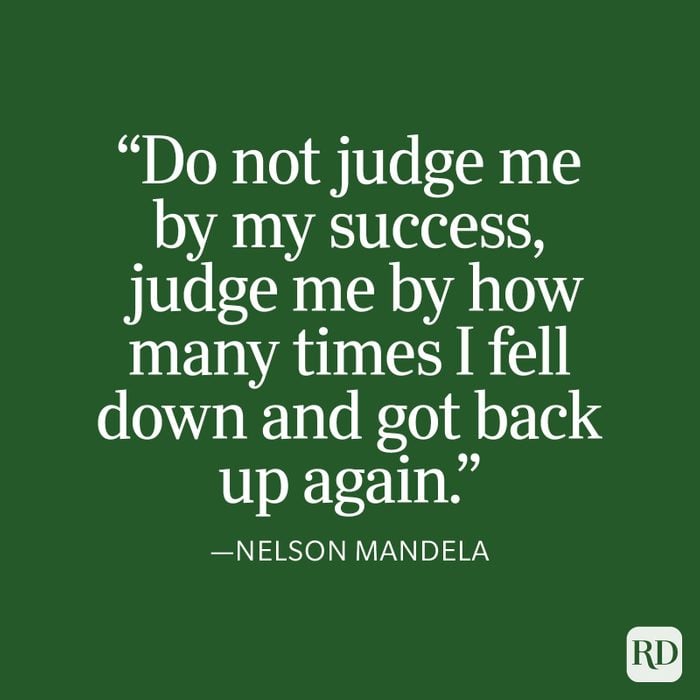 “Do not judge me
by my success,
judge me by how
many times I fell
down and got back
up again.”
—NELSON MANDELA
RD